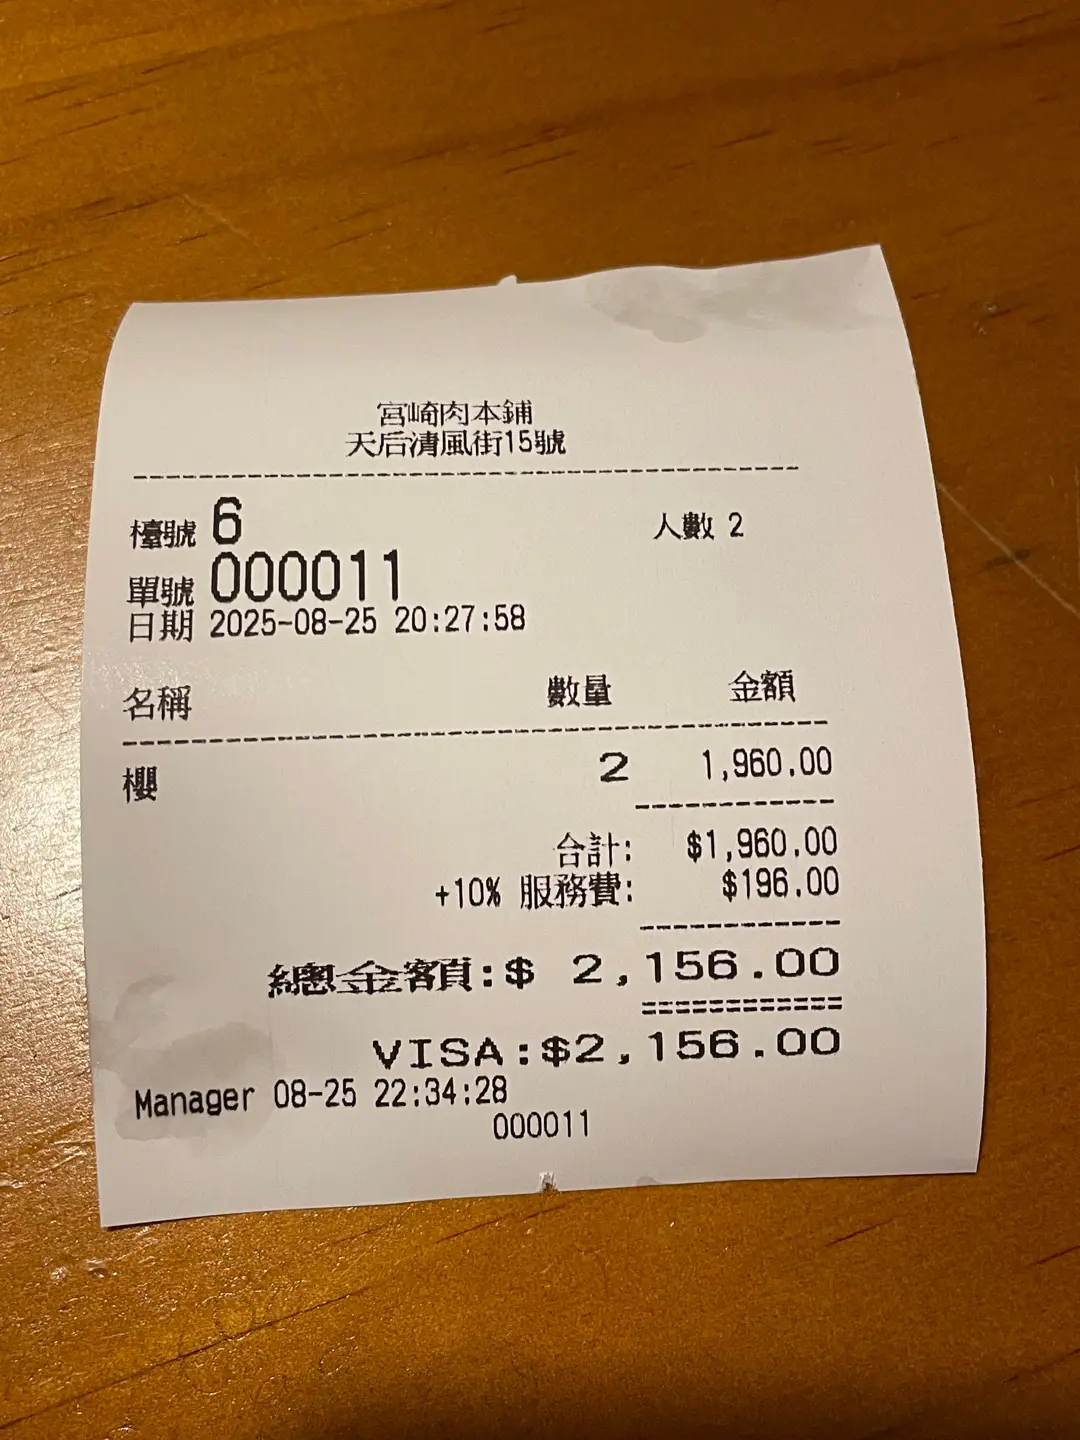 宮崎肉本鋪
天后清風街15號
檯號 6 人數 2
單號 000011
日期 2025-08-25 20:27:58
名稱 數量 金額
櫻 2 1,960.00
合計: $1,960.00
+10% 服務費: $196.00
總金額:$ 2,156.00
VISA:$2,156.00
Manager 08-25 22:34:28
000011